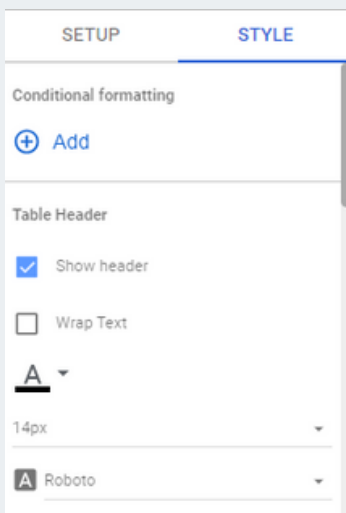 SETUP STYLE
Conditional formatting
Add
Table Header
Show header
Wrap Text
A
14px
A Roboto